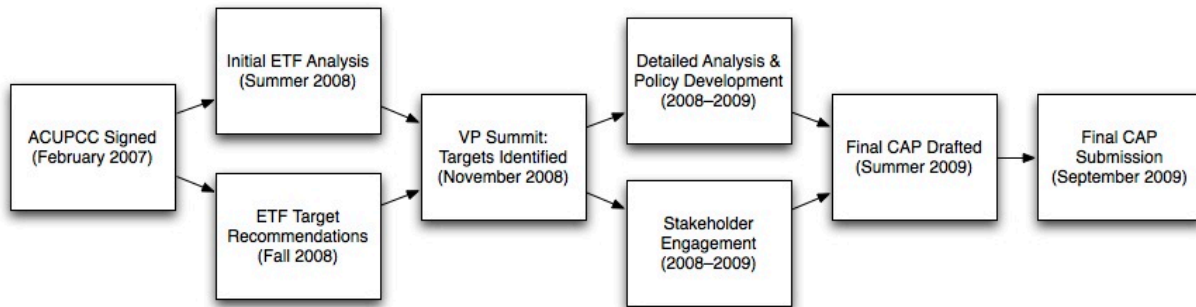 ACUPCC Signed
(February 2007)
Initial ETF Analysis
(Summer 2008)
ETF Target
Recommendations
(Fall 2008)
VP Summit:
Targets Identified
(November 2008)
Detailed Analysis &
Policy Development
(2008–2009)
Stakeholder
Engagement
(2008–2009)
Final CAP Drafted
(Summer 2009)
Final CAP
Submission
(September 2009)